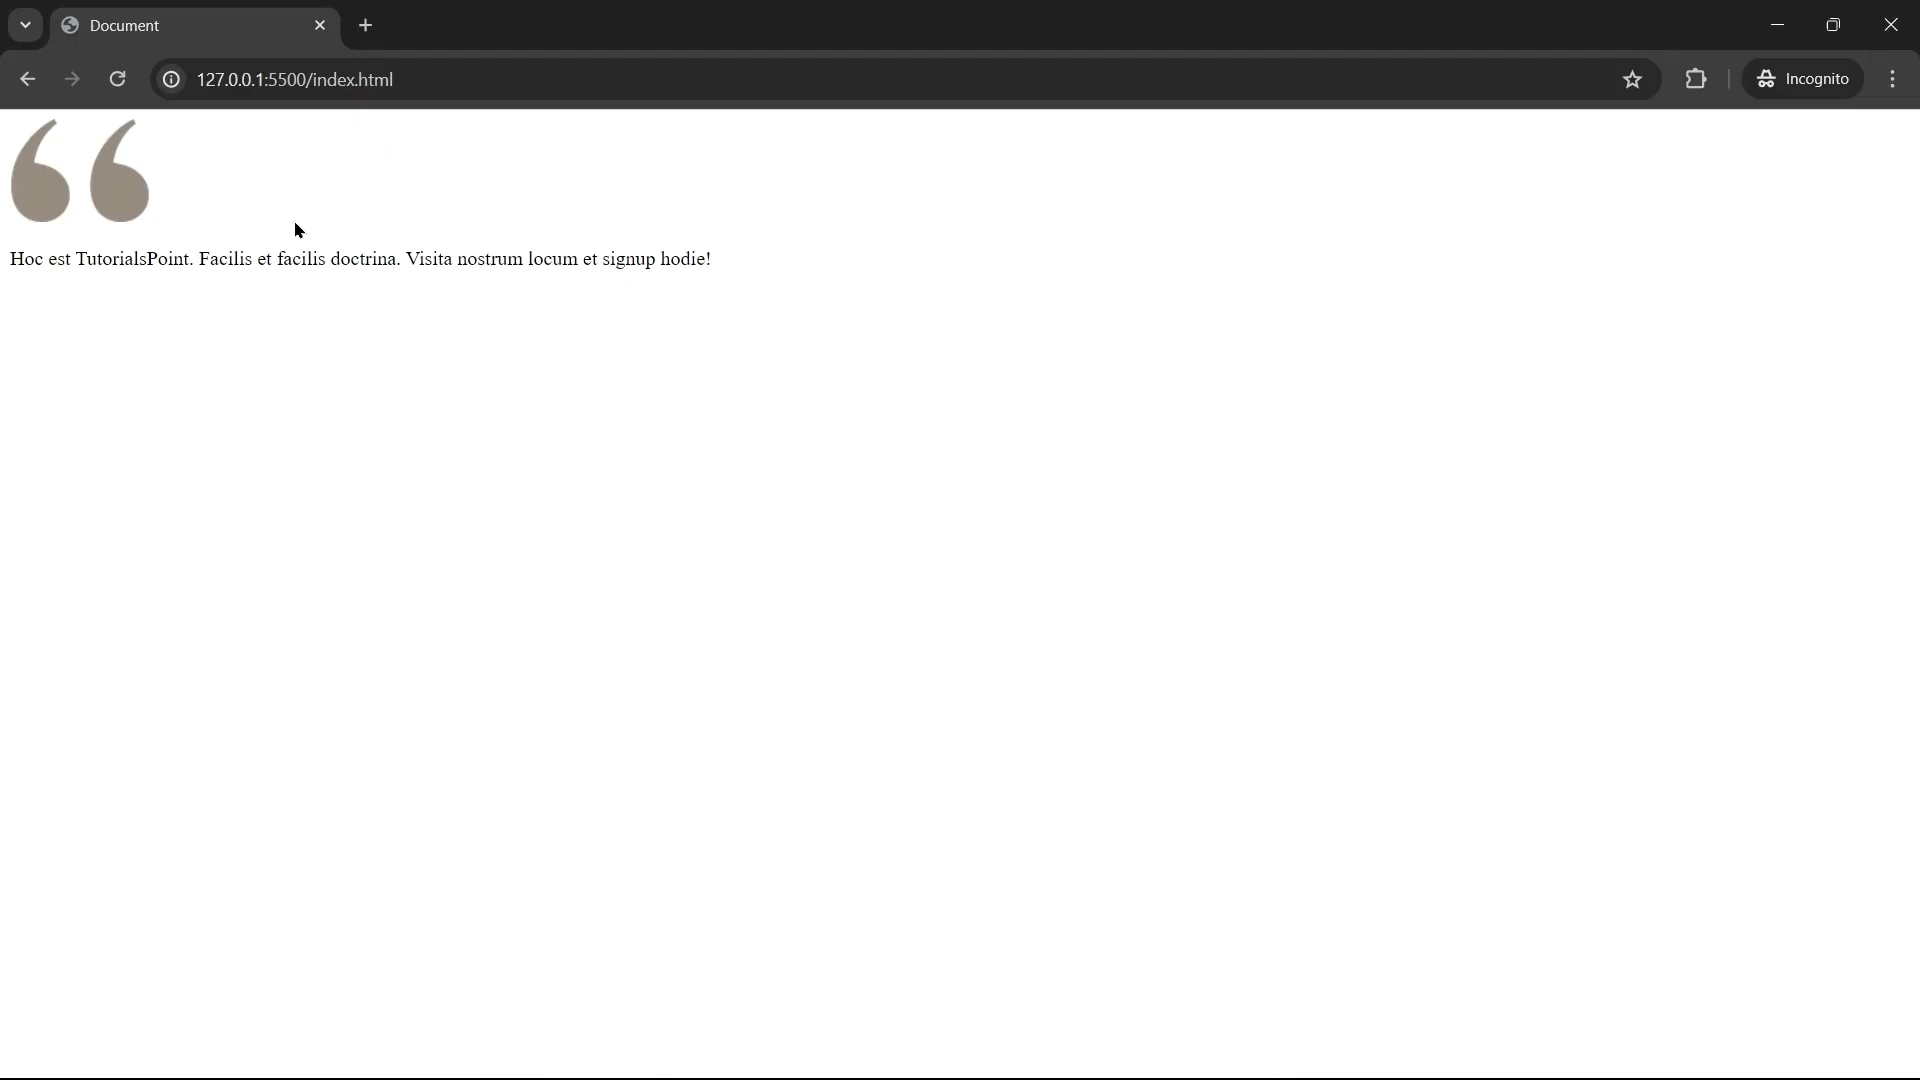 Document
127.0.0.1:5500/index.html
Incognito
“
Hoc est TutorialsPoint. Facilis et facilis doctrina. Visita nostrum locum et signup hodie!